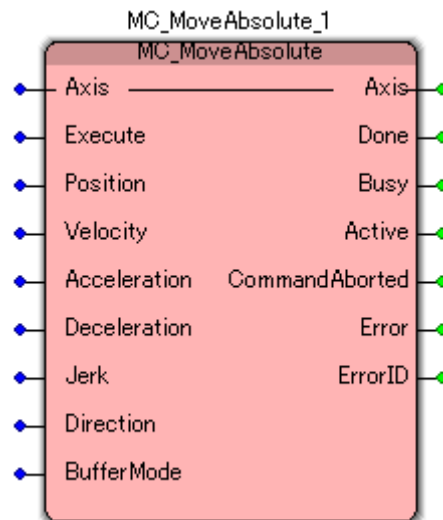 MC_MoveAbsolute_1
MC_MoveAbsolute
Axis Axis
Execute Done
Position Busy
Velocity Active
Acceleration CommandAborted
Deceleration Error
Jerk ErrorID
Direction
BufferMode